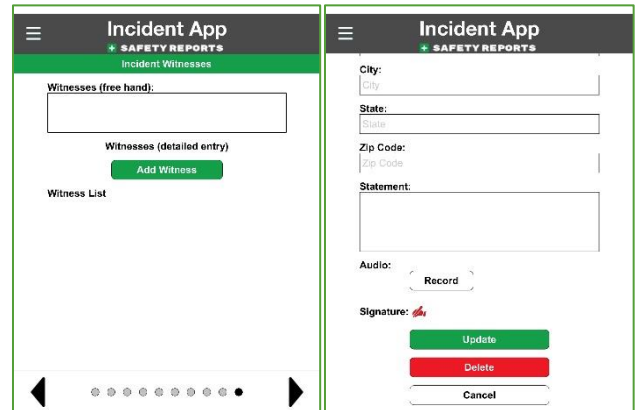 Incident App
SAFETY REPORTS
Incident Witnesses
Witnesses (free hand):
Witnesses (detailed entry)
Add Witness
Witness List
Incident App
SAFETY REPORTS
City:
City
State:
State
Zip Code:
Zip Code
Statement:
Audio:
Record
Signature:
Update
Delete
Cancel